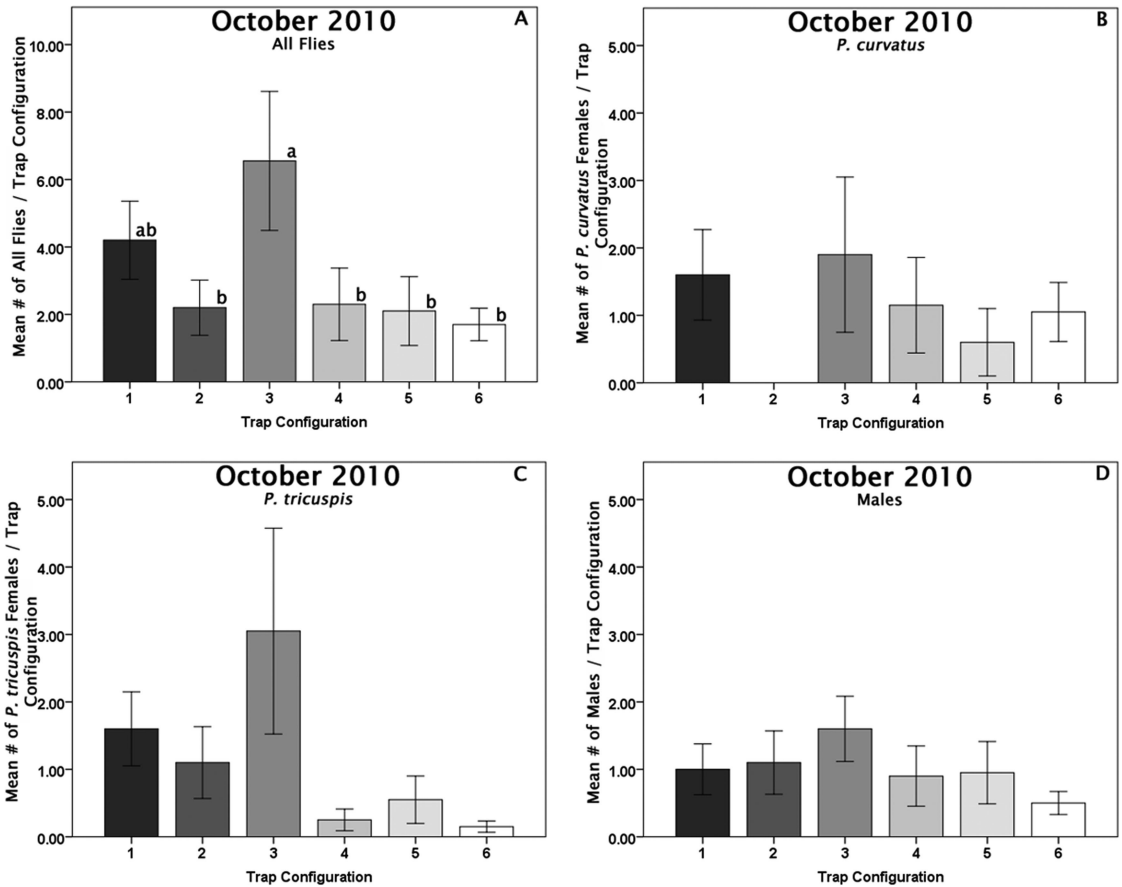 October 2010
A
All Flies
Mean # of All Flies / Trap Configuration
10.00
8.00
6.00
4.00
2.00
0.00
ab
b
a
b
b
b
1 2 3 4 5 6
Trap Configuration
October 2010
B
P. curvatus
Mean # of P. curvatus Females / Trap
Configuration
5.00
4.00
3.00
2.00
1.00
0.00
1 2 3 4 5 6
Trap Configuration
October 2010
C
P. tricuspis
Mean # of P. tricuspis Females / Trap
Configuration
5.00
4.00
3.00
2.00
1.00
0.00
1 2 3 4 5 6
Trap Configuration
October 2010
D
Males
Mean # of Males / Trap Configuration
5.00
4.00
3.00
2.00
1.00
0.00
1 2 3 4 5 6
Trap Configuration